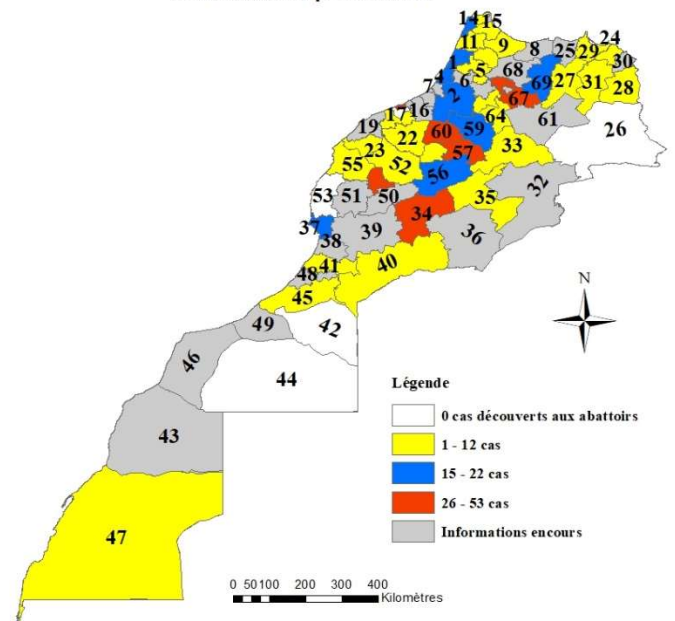 14 15
11 9 8 25 29 24
1 5 68 30
4 6 69 27 31 28
7 2 67
17 16 64 61 26
19 22 60 59
23 57 33
55 52 56
53 51 50 35 32
37 34
38 39 36
41 40
48
45
49 42
46
44
43
47
N
Légende
0 cas découverts aux abattoirs
1 - 12 cas
15 - 22 cas
26 - 53 cas
Informations encours
0 50 100 200 300 400
Kilomètres